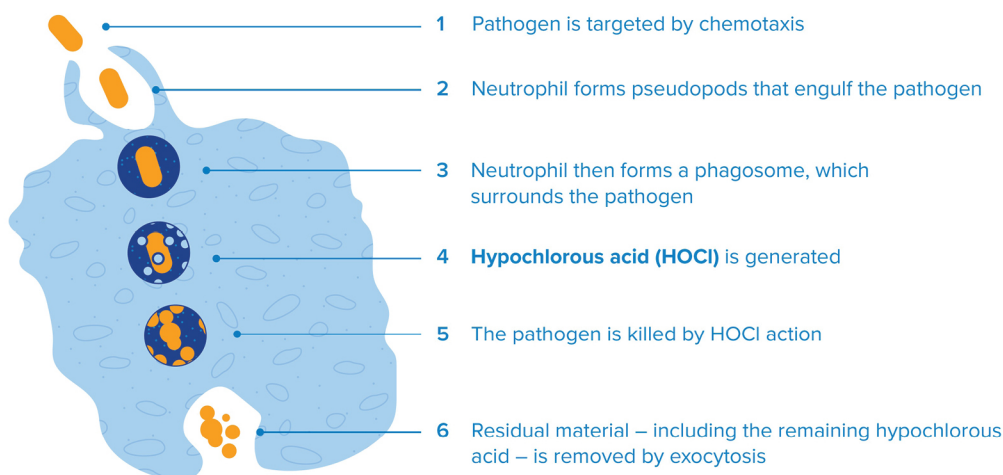 1 Pathogen is targeted by chemotaxis
2 Neutrophil forms pseudopods that engulf the pathogen
3 Neutrophil then forms a phagosome, which
surrounds the pathogen
4 Hypochlorous acid (HOCl) is generated
5 The pathogen is killed by HOCl action
6 Residual material – including the remaining hypochlorous
acid – is removed by exocytosis